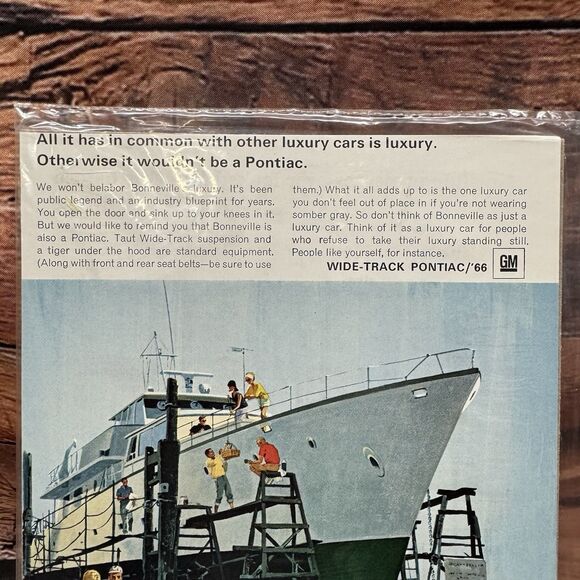 All it has in common with other luxury cars is luxury.
Otherwise it wouldn't be a Pontiac.
We won't belabor Bonneville luxury. It's been
public legend and an industry blueprint for years.
You open the door and sink up to your knees in it.
But we would like to remind you that Bonneville is
also a Pontiac. Taut Wide-Track suspension and
a tiger under the hood are standard equipment.
(Along with front and rear seat belts—be sure to use
them.) What it all adds up to is the one luxury car
you don't feel out of place in if you're not wearing
somber gray. So don't think of Bonneville as just a
luxury car. Think of it as a luxury car for people
who refuse to take their luxury standing still.
People like yourself, for instance.
WIDE-TRACK PONTIAC/'66
GM